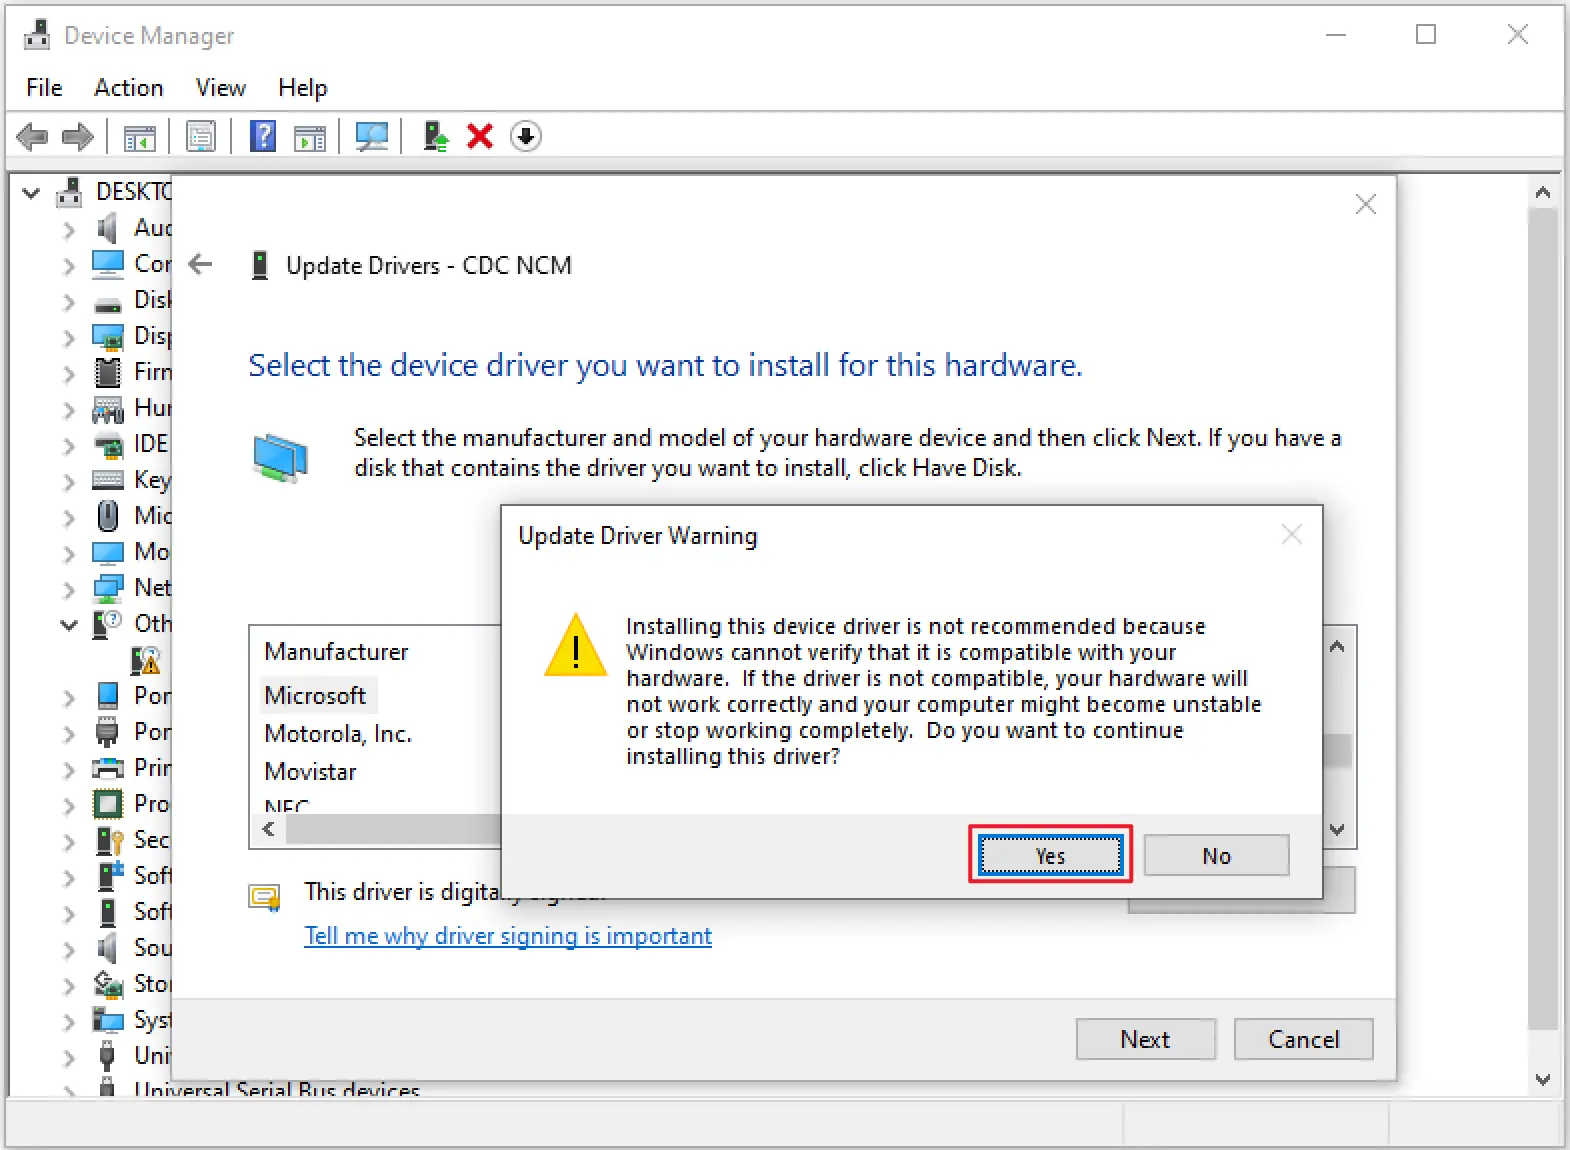 Device Manager
File Action View Help
DESKTO
Update Drivers - CDC NCM
Select the device driver you want to install for this hardware.
Select the manufacturer and model of your hardware device and then click Next. If you have a
disk that contains the driver you want to install, click Have Disk.
Update Driver Warning
Installing this device driver is not recommended because
Windows cannot verify that it is compatible with your
hardware. If the driver is not compatible, your hardware will
not work correctly and your computer might become unstable
or stop working completely. Do you want to continue
installing this driver?
Yes
No
Manufacturer
Microsoft
Motorola, Inc.
Movistar
NEC
This driver is digitally signed.
Tell me why driver signing is important
Next
Cancel
Aud
Con
Disk
Disp
Firn
Hun
IDE
Key
Mic
Mo
Net
Oth
Por
Por
Prin
Pro
Sec
Soft
Soft
Sou
Stor
Syst
Uni
Universal Serial Bus devices